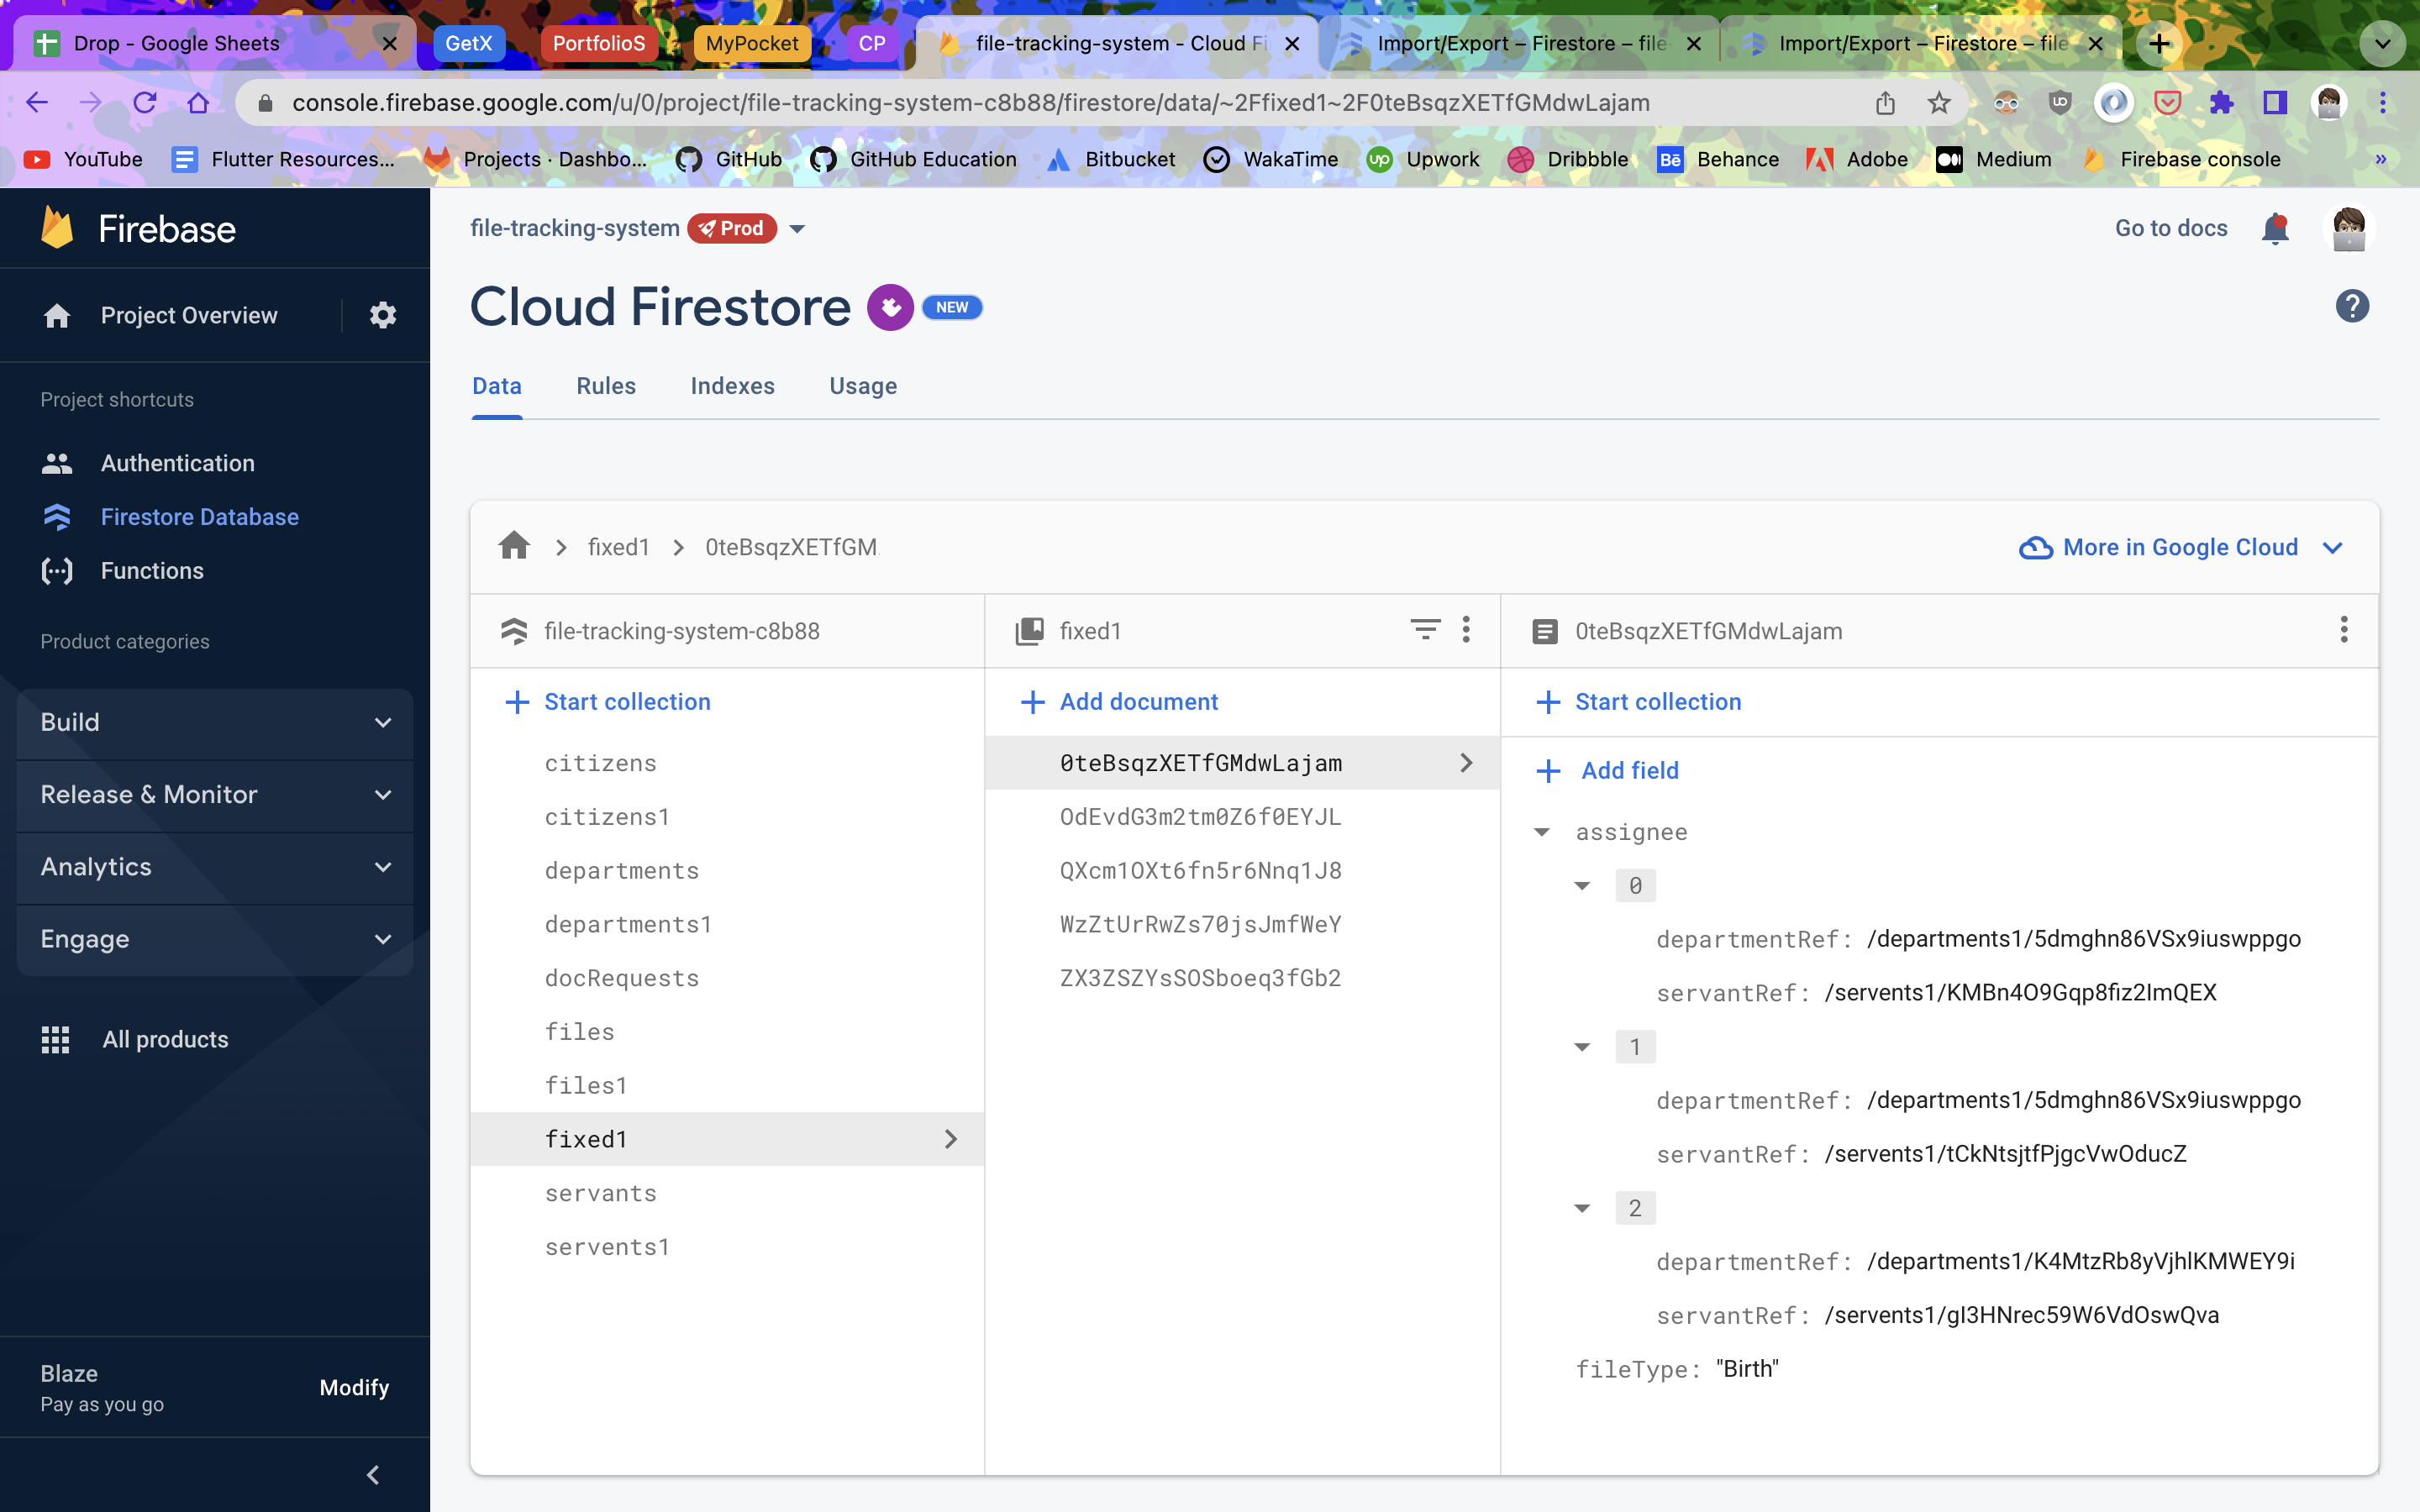 Drop - Google Sheets
GetX
PortfolioS
MyPocket
CP
file-tracking-system - Cloud Fi
Import/Export – Firestore – file
Import/Export – Firestore – file
console.firebase.google.com/u/0/project/file-tracking-system-c8b88/firestore/data/~2Ffixed1~2F0teBsqzXETfGMdwLajam
YouTube
Flutter Resources...
Projects · Dashbo...
GitHub
GitHub Education
Bitbucket
WakaTime
Upwork
Dribbble
Behance
Adobe
Medium
Firebase console
»
Firebase
Project Overview
Project shortcuts
Authentication
Firestore Database
Functions
Product categories
Build
Release & Monitor
Analytics
Engage
All products
Blaze
Pay as you go
Modify
file-tracking-system
Prod
Go to docs
Cloud Firestore
NEW
Data
Rules
Indexes
Usage
fixed1
0teBsqzXETfGM
More in Google Cloud
file-tracking-system-c8b88
Start collection
citizens
citizens1
departments
departments1
docRequests
files
files1
fixed1
servants
servents1
fixed1
Add document
0teBsqzXETfGMdwLajam
OdEvdG3m2tm0Z6f0EYJL
QXcm1OXt6fn5r6Nnq1J8
WzZtUrRwZs70jsJmfWeY
ZX3ZSZYsSOSboeq3fGb2
0teBsqzXETfGMdwLajam
Start collection
Add field
assignee
0
departmentRef: /departments1/5dmghn86VSx9iuswppgo
servantRef: /servents1/KMBn4O9Gqp8fiz2ImQEX
1
departmentRef: /departments1/5dmghn86VSx9iuswppgo
servantRef: /servents1/tCkNtsjtfPjgcVwOducZ
2
departmentRef: /departments1/K4MtzRb8yVjhlKMWEY9i
servantRef: /servents1/gI3HNrec59W6VdOswQva
fileType: "Birth"